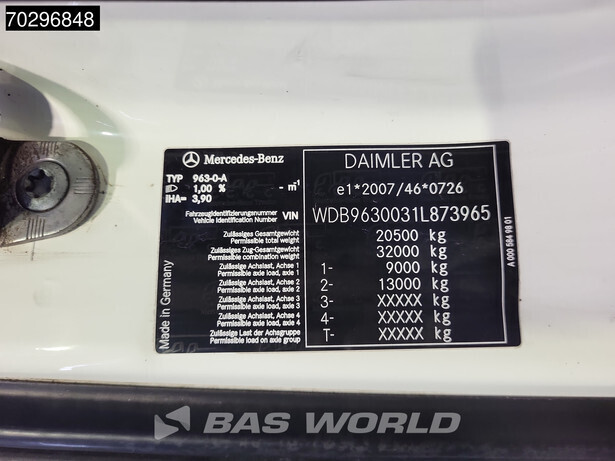 70296848
Mercedes-Benz
TYP 963-0-A
1,00 % - m⁻¹
IHA= 3,90
Fahrzeugidentifizierungsnummer
Vehicle Identification Number VIN
DAIMLER AG
e1*2007/46*0726
WDB9630031L873965
Zulässiges Gesamtgewicht
Permissible total weight 20500 kg
Zulässiges Zug-Gesamtgewicht
Permissible combination weight 32000 kg
Zulässige Achslast, Achse 1
Permissible axle load, axle 1 1- 9000 kg
Zulässige Achslast, Achse 2
Permissible axle load, axle 2 2- 13000 kg
Zulässige Achslast, Achse 3
Permissible axle load, axle 3 3- XXXXX kg
Zulässige Achslast, Achse 4
Permissible axle load, axle 4 4- XXXXX kg
Zulässige Last der Achsgruppe
Permissible load on axle group T- XXXXX kg
Made in Germany
A 000 584 98 01
BAS WORLD